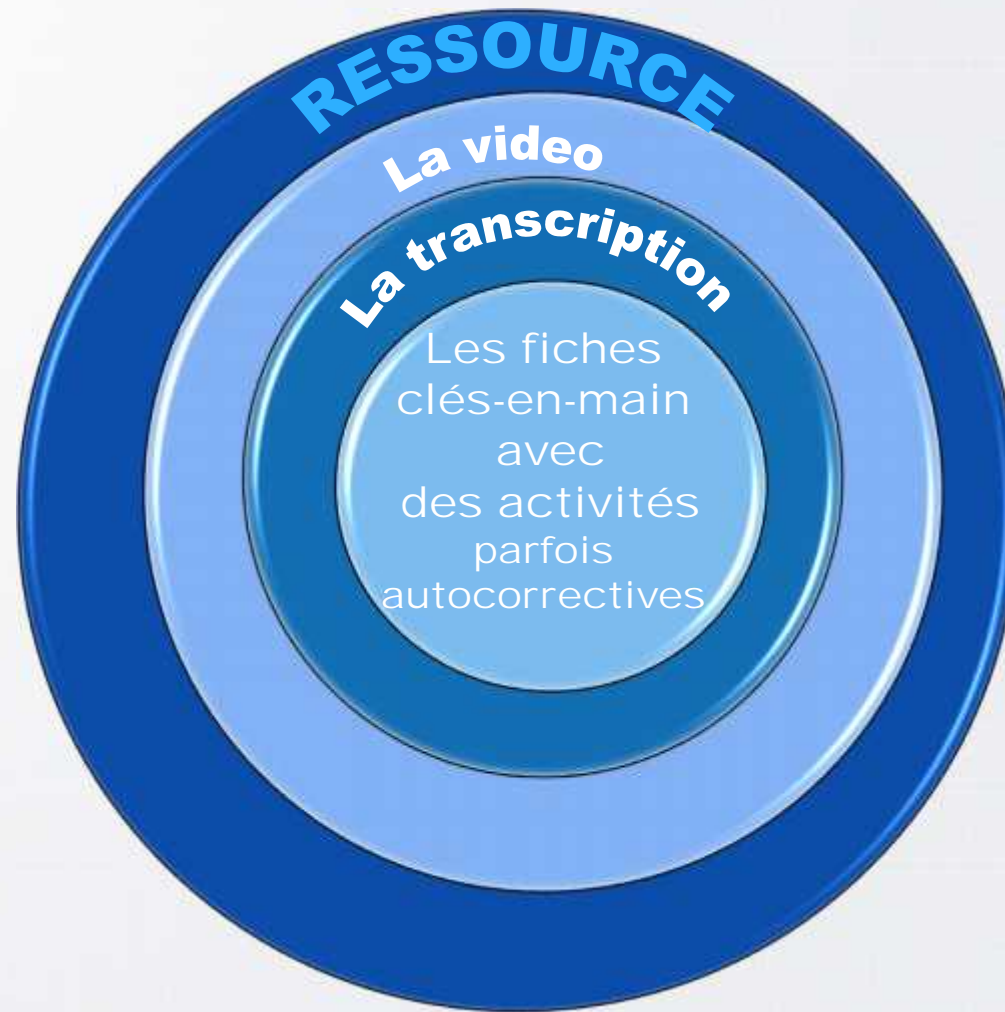 RESSOURCE
La video
La transcription
Les fiches
clés-en-main
avec
des activités
parfois
autocorrectives